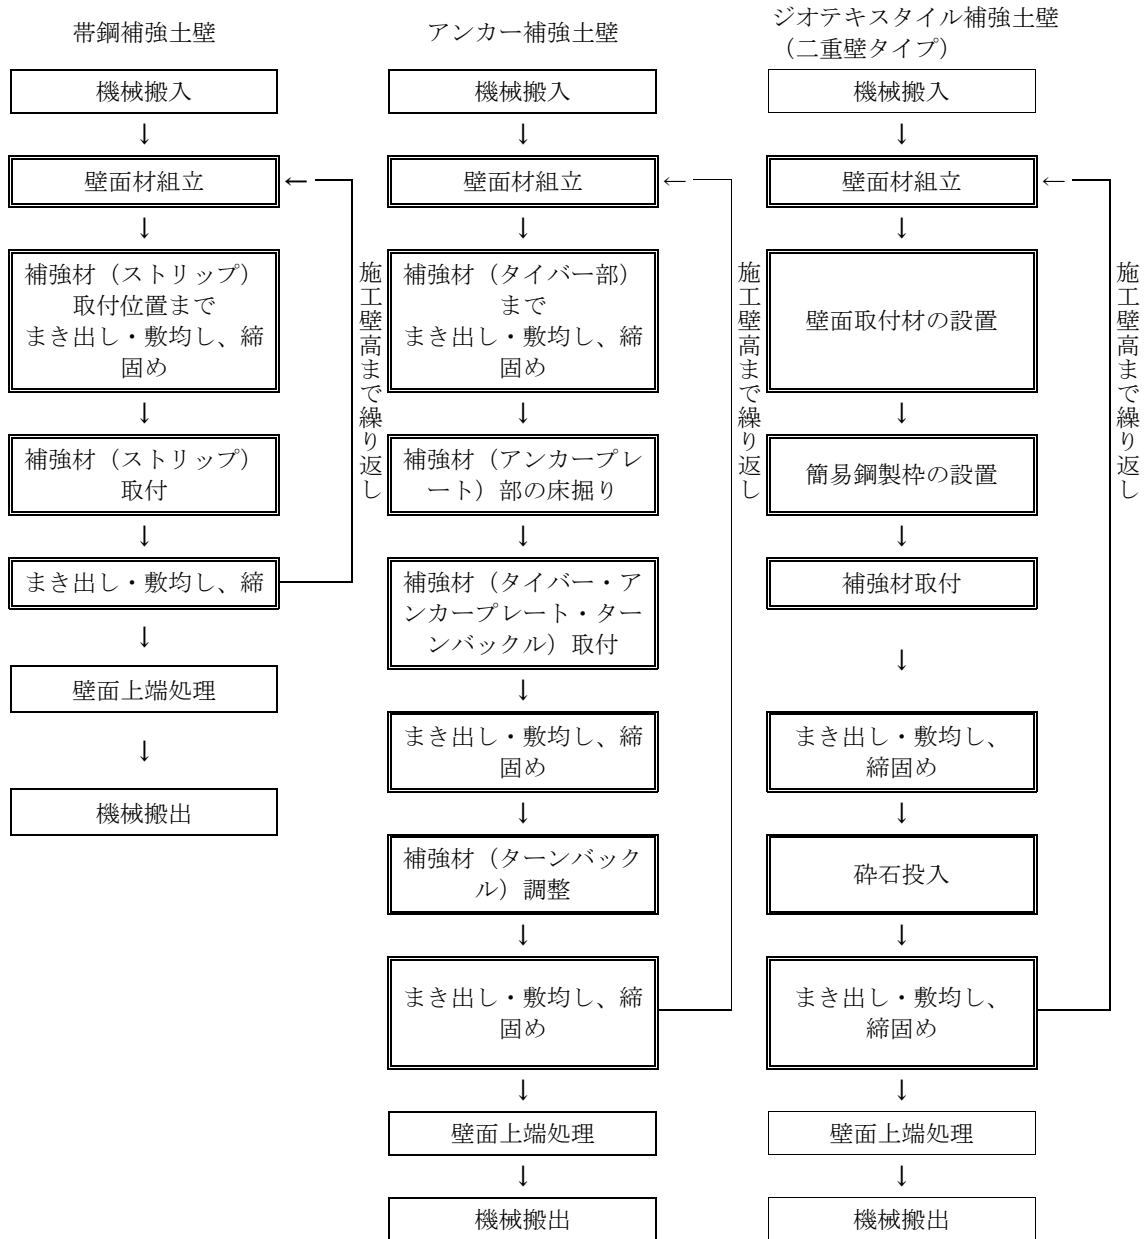 帯鋼補強土壁
機械搬入
↓
壁面材組立
←
↓
補強材（ストリップ）
取付位置まで
まき出し・敷均し、締
固め
↓
補強材（ストリップ）
取付
↓
まき出し・敷均し、締
↓
壁面上端処理
↓
機械搬出
施工壁高まで繰り返し
アンカー補強土壁
機械搬入
↓
壁面材組立
←
↓
補強材（タイバー部）
まで
まき出し・敷均し、締
固め
↓
補強材（アンカープレ
ート）部の床掘り
↓
補強材（タイバー・ア
ンカープレート・ター
ンバックル）取付
↓
まき出し・敷均し、締
固め
↓
補強材（ターンバック
ル）調整
↓
まき出し・敷均し、締
固め
↓
壁面上端処理
↓
機械搬出
施工壁高まで繰り返し
ジオテキスタイル補強土壁
（二重壁タイプ）
機械搬入
↓
壁面材組立
←
↓
壁面取付材の設置
↓
簡易鋼製枠の設置
↓
補強材取付
↓
まき出し・敷均し、
締固め
↓
砕石投入
↓
まき出し・敷均し、
締固め
↓
壁面上端処理
↓
機械搬出
施工壁高まで繰り返し